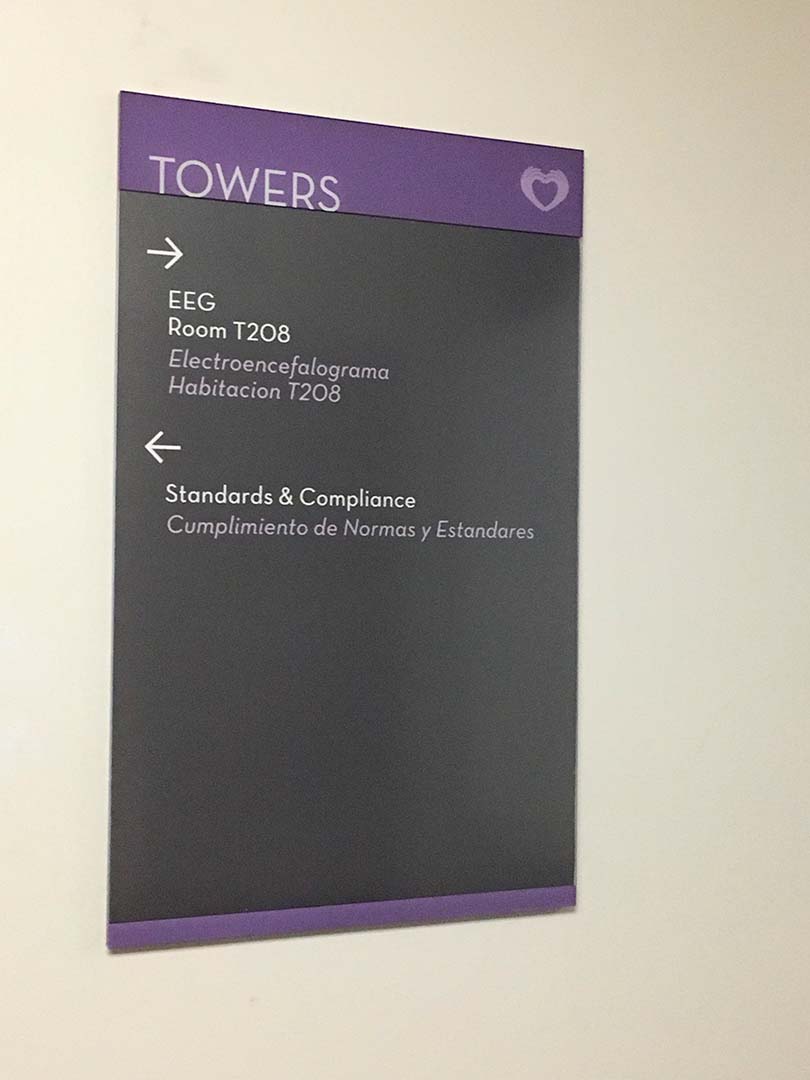 TOWERS
→
EEG
Room T208
Electroencefalograma
Habitacion T208
←
Standards & Compliance
Cumplimiento de Normas y Estandares